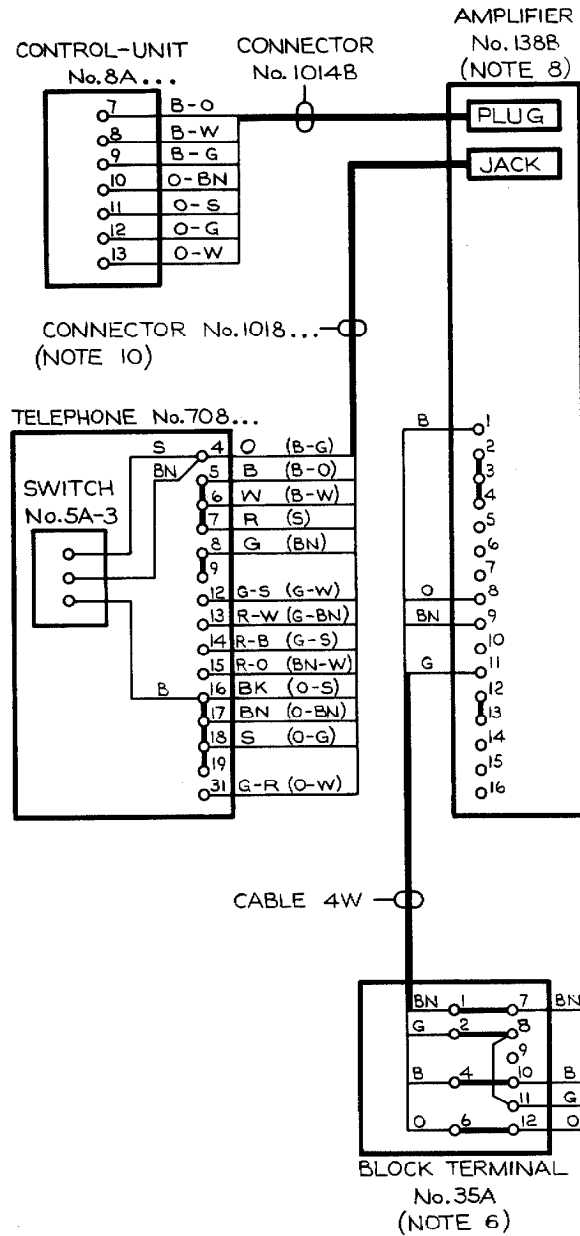 AMPLIFIER
No. 138B
(NOTE 8)
CONTROL-UNIT
No. 8A...
CONNECTOR
No. 1014B
7 B-O
8 B-W
9 B-G
10 O-BN
11 O-S
12 O-G
13 O-W
PLUG
JACK
CONNECTOR No. 1018...
(NOTE 10)
TELEPHONE No. 708...
SWITCH
No. 5A-3
S
BN
B
4 O (B-G)
5 B (B-O)
6 W (B-W)
7 R (S)
8 G (BN)
9
12 G-S (G-W)
13 R-W (G-BN)
14 R-B (G-S)
15 R-O (BN-W)
16 BK (O-S)
17 BN (O-BN)
18 S (O-G)
19
31 G-R (O-W)
B 1
2
3
4
5
6
7
O 8
BN 9
10
G 11
12
13
14
15
16
CABLE 4W
BN 1 7 BN
G 2 8
9
B 4 10 B
11 G
O 6 12 O
BLOCK TERMINAL
No. 35A
(NOTE 6)